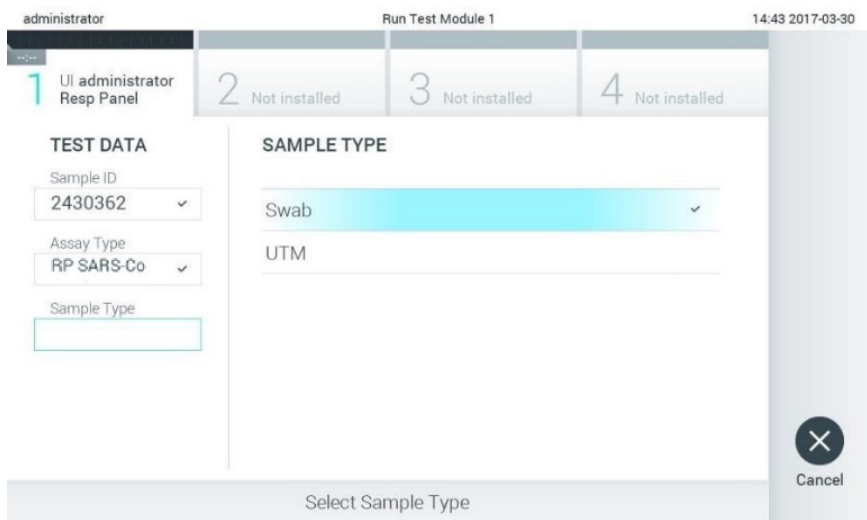 administrator
Run Test Module 1
14:43 2017-03-30
--:--
1 UI administrator
Resp Panel
2 Not installed
3 Not installed
4 Not installed
TEST DATA
Sample ID
2430362
Assay Type
RP SARS-Co
Sample Type
SAMPLE TYPE
Swab
UTM
Cancel
Select Sample Type